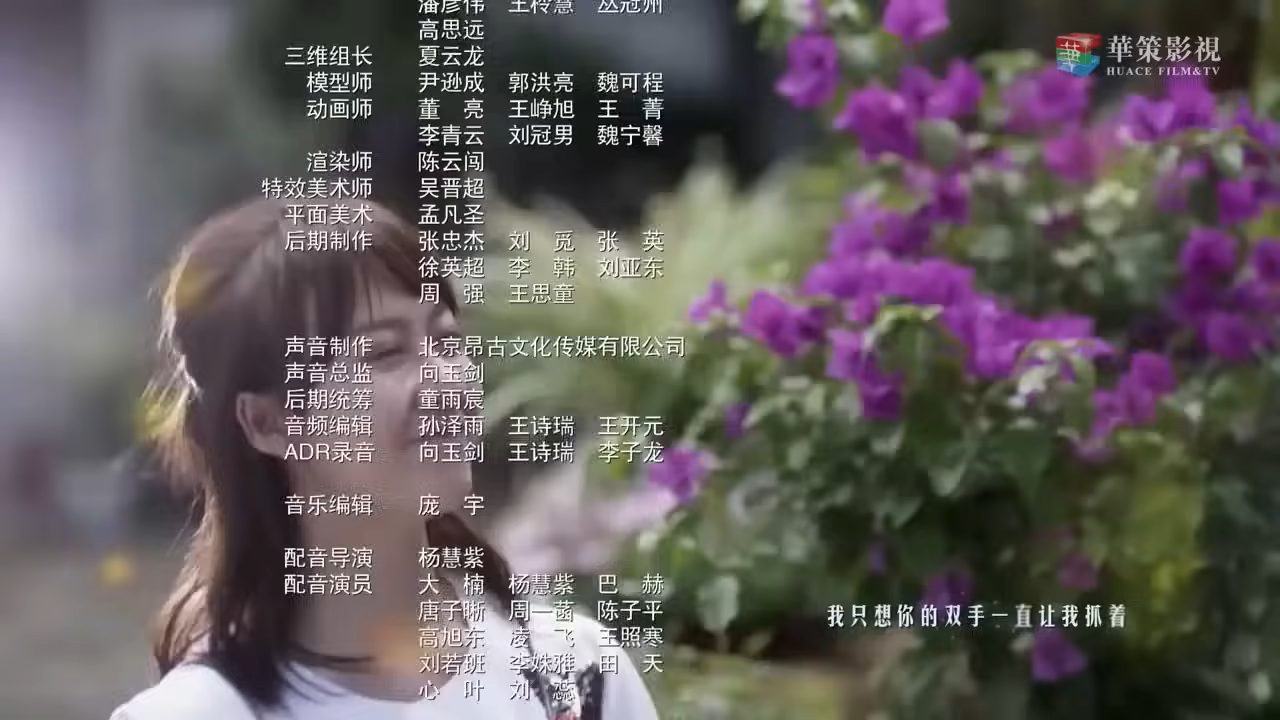 潘彦伟 王柃慧 丛冠州
高思远
三维组长 夏云龙
模型师 尹逊成 郭洪亮 魏可程
动画师 董 亮 王峥旭 王 菁
李青云 刘冠男 魏宁馨
渲染师 陈云闯
特效美术师 吴晋超
平面美术 孟凡圣
后期制作 张忠杰 刘 觅 张 英
徐英超 李 韩 刘亚东
周 强 王思童
声音制作 北京昂古文化传媒有限公司
声音总监 向玉剑
后期统筹 董雨宸
音频编辑 孙泽雨 王诗瑞 王开元
ADR录音 向玉剑 王诗瑞 李子龙
音乐编辑 庞 宇
配音导演 杨慧紫
配音演员 大 楠 杨慧紫 巴 赫
唐子晰 周一菡 陈子平
高旭东 凌 飞 王照寒
刘若班 李姝雅 田 天
心 叶 刘 蕊
華策影視
HUACE FILM&TV
我只想你的双手一直让我抓着